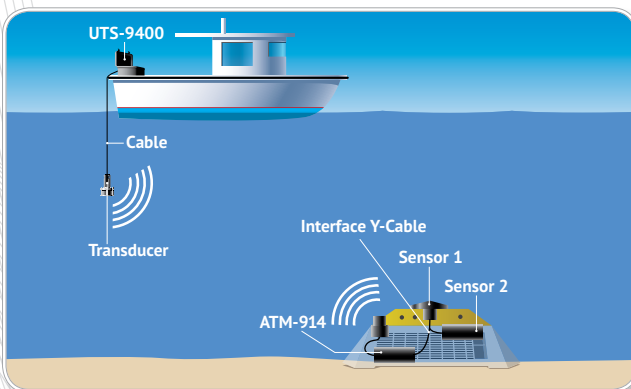 UTS-9400
Cable
Transducer
Interface Y-Cable
Sensor 1
Sensor 2
ATM-914